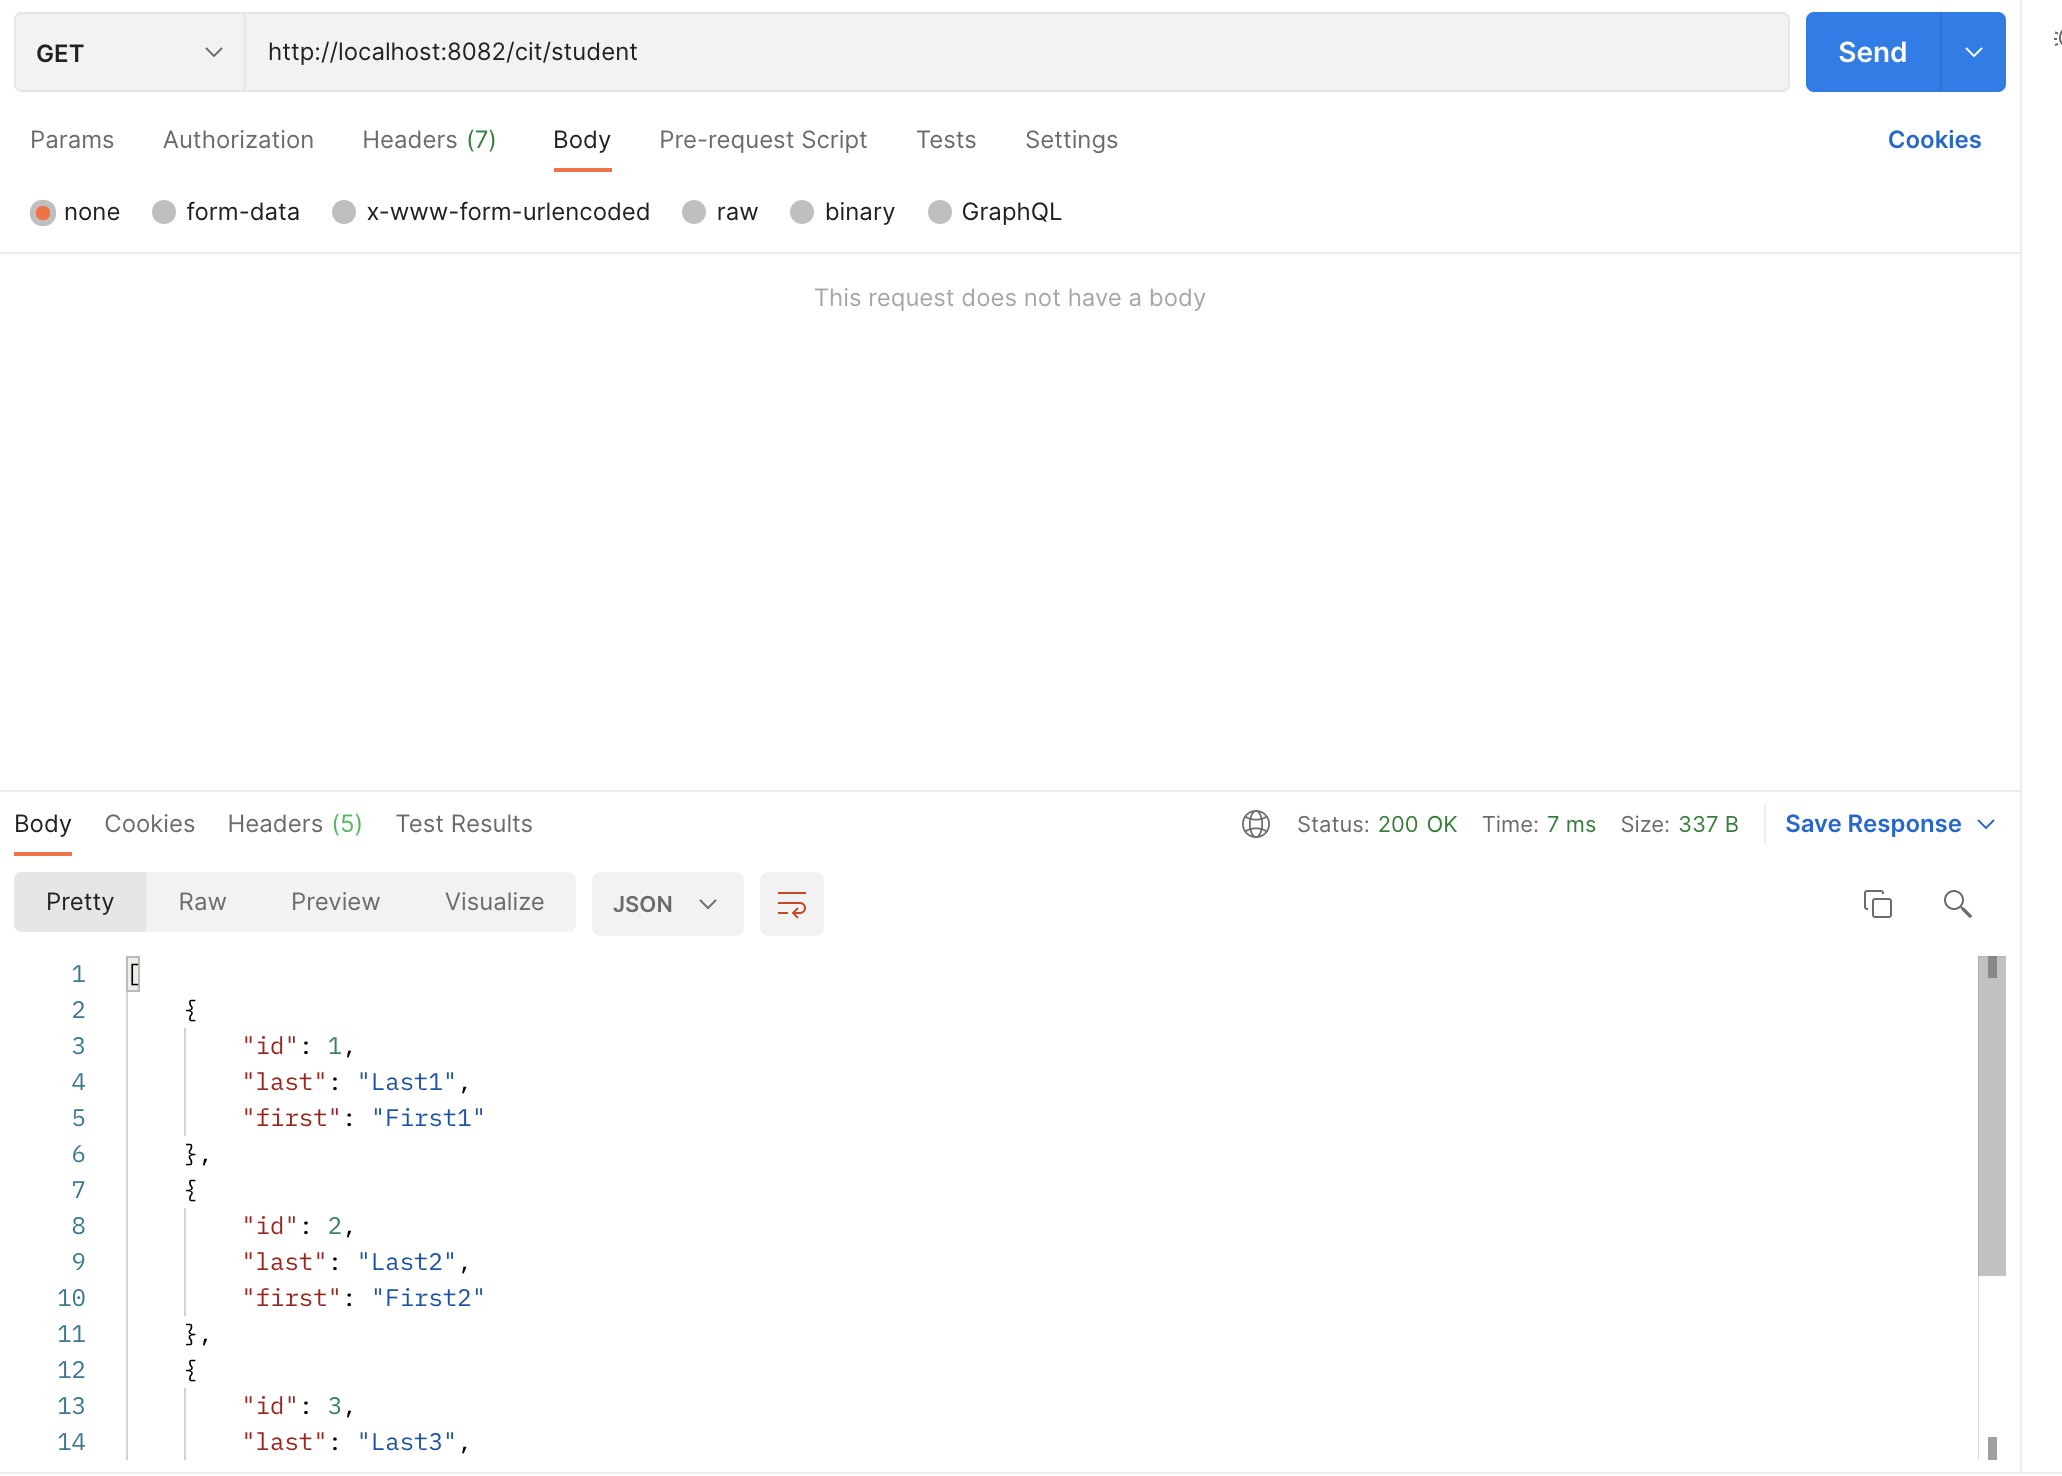 GET http://localhost:8082/cit/student Send
Params Authorization Headers (7) Body Pre-request Script Tests Settings Cookies
none form-data x-www-form-urlencoded raw binary GraphQL
This request does not have a body
Body Cookies Headers (5) Test Results Status: 200 OK Time: 7 ms Size: 337 B Save Response
Pretty Raw Preview Visualize JSON
1 [
2 {
3 "id": 1,
4 "last": "Last1",
5 "first": "First1"
6 },
7 {
8 "id": 2,
9 "last": "Last2",
10 "first": "First2"
11 },
12 {
13 "id": 3,
14 "last": "Last3",